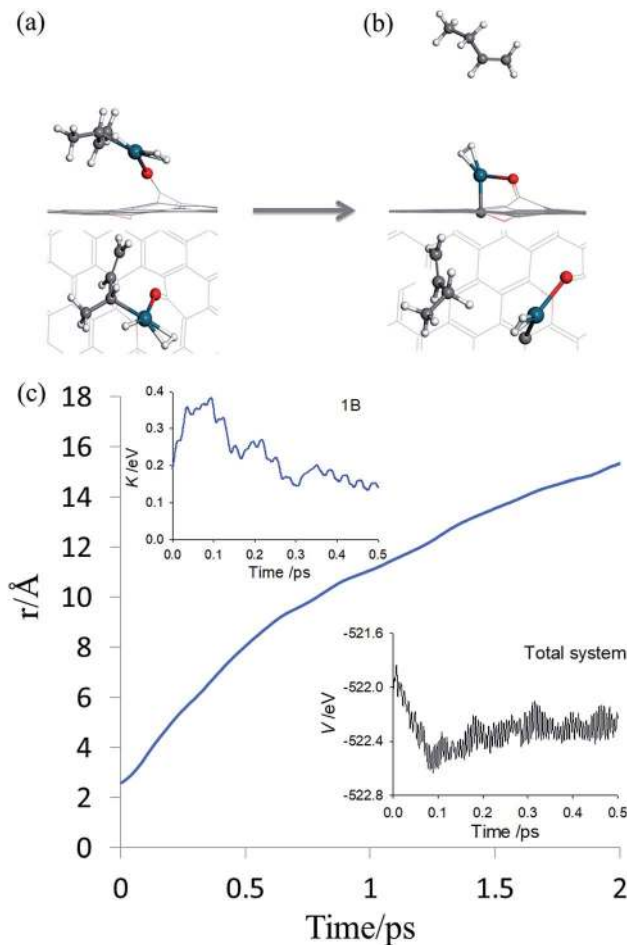 (a) (b)
(c)
18
16
14
12
10
8
6
4
2
0
r/Å
0 0.5 1 1.5 2
Time/ps
1B
0.4
0.3
0.2
0.1
0.0
K /eV
0.0 0.1 0.2 0.3 0.4 0.5
Time /ps
Total system
-521.6
-522.0
-522.4
-522.8
V /eV
0.0 0.1 0.2 0.3 0.4 0.5
Time /ps